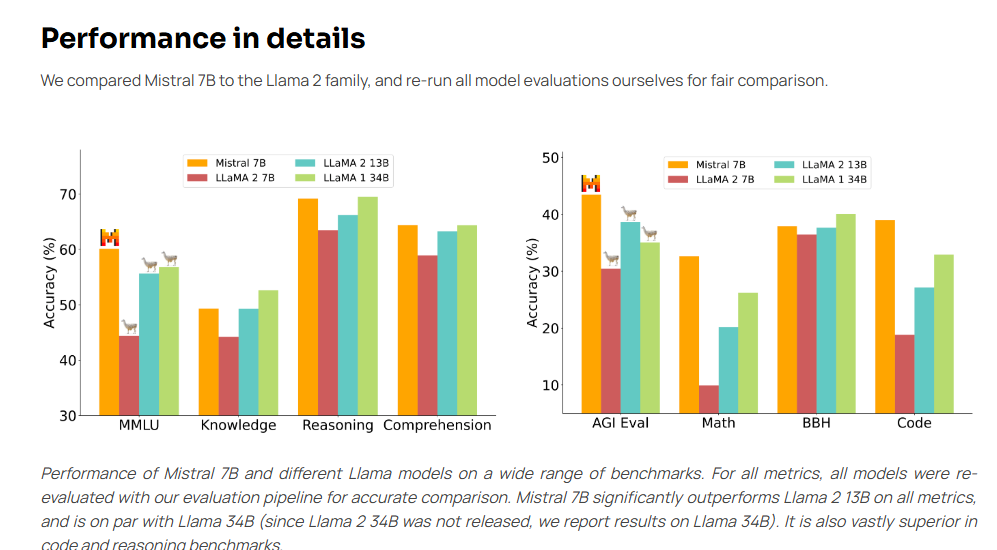 Performance in details
We compared Mistral 7B to the Llama 2 family, and re-run all model evaluations ourselves for fair comparison.
Mistral 7B
LLaMA 2 13B
LLaMA 2 7B
LLaMA 1 34B
70
60
50
40
30
Accuracy (%)
MMLU
Knowledge
Reasoning
Comprehension
Mistral 7B
LLaMA 2 13B
LLaMA 2 7B
LLaMA 1 34B
50
40
30
20
10
Accuracy (%)
AGI Eval
Math
BBH
Code
Performance of Mistral 7B and different Llama models on a wide range of benchmarks. For all metrics, all models were re-
evaluated with our evaluation pipeline for accurate comparison. Mistral 7B significantly outperforms Llama 2 13B on all metrics,
and is on par with Llama 34B (since Llama 2 34B was not released, we report results on Llama 34B). It is also vastly superior in
code and reasoning benchmarks.